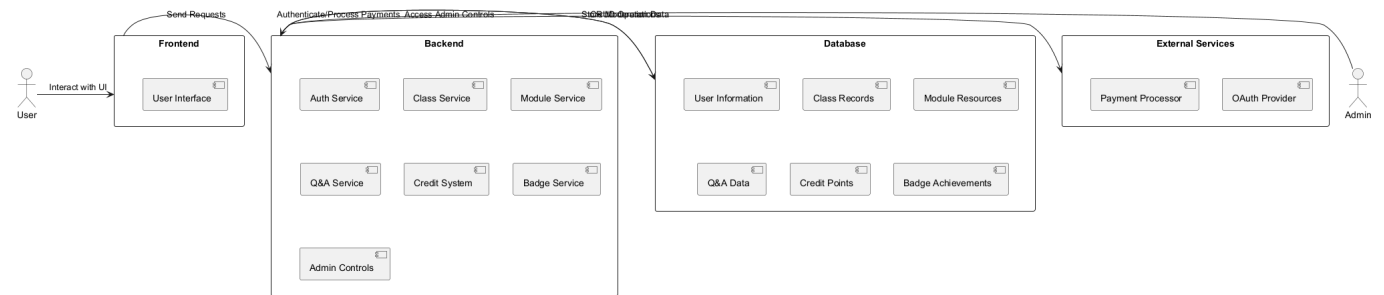 Send Requests
Authenticate/Process Payments
Access Admin Controls
Frontend
Backend
Database
External Services
User Interface
Auth Service
Class Service
Module Service
User Information
Class Records
Module Resources
Payment Processor
OAuth Provider
Interact with UI
User
Admin
Q&A Service
Credit System
Badge Service
Q&A Data
Credit Points
Badge Achievements
Admin Controls